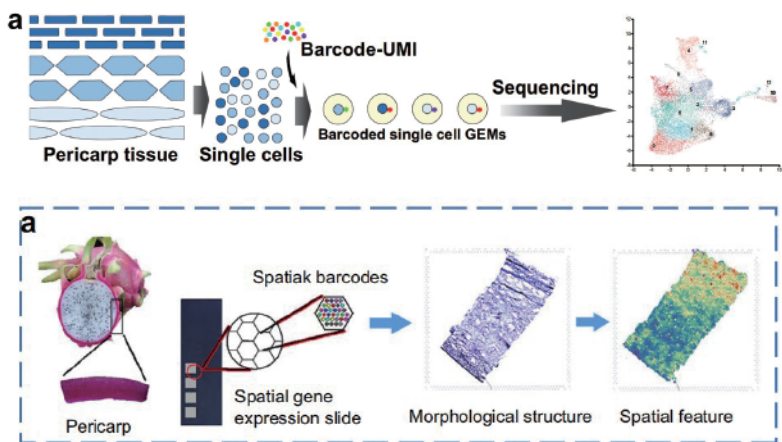 a
Barcode-UMI
Sequencing
Pericarp tissue
Single cells
Barcoded single cell GEMs
a
Spatiak barcodes
Pericarp
Spatial gene
expression slide
Morphological structure
Spatial feature